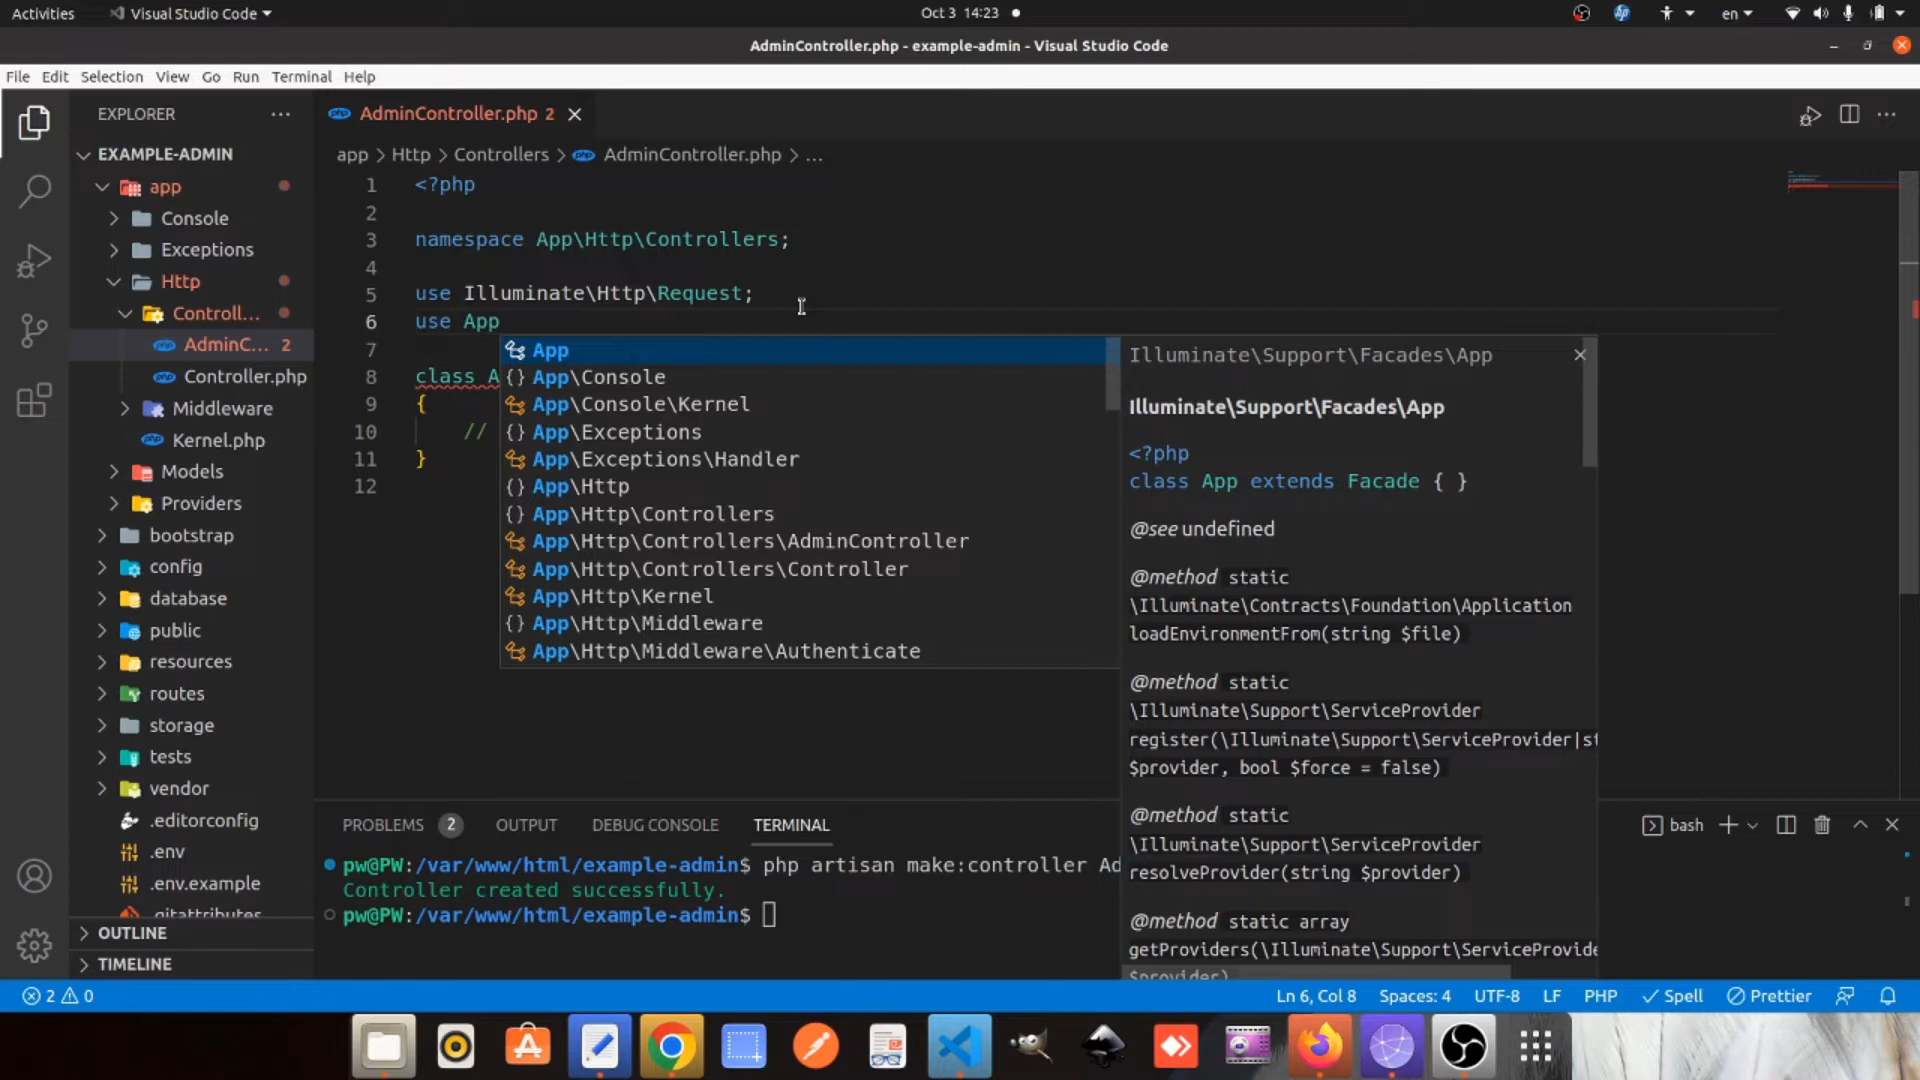 Activities
Visual Studio Code
Oct 3 14:23
en
AdminController.php - example-admin - Visual Studio Code
File Edit Selection View Go Run Terminal Help
EXPLORER
EXAMPLE-ADMIN
app
Console
Exceptions
Http
Controll...
AdminC... 2
Controller.php
Middleware
Kernel.php
Models
Providers
bootstrap
config
database
public
resources
routes
storage
tests
vendor
.editorconfig
.env
.env.example
.gitattributes
OUTLINE
TIMELINE
AdminController.php 2
app > Http > Controllers > AdminController.php > ...
1 <?php
2
3 namespace App\Http\Controllers;
4
5 use Illuminate\Http\Request;
6 use App
7
8 class A
9 {
10 //
11 }
12
App
App\Console
App\Console\Kernel
App\Exceptions
App\Exceptions\Handler
App\Http
App\Http\Controllers
App\Http\Controllers\AdminController
App\Http\Controllers\Controller
App\Http\Kernel
App\Http\Middleware
App\Http\Middleware\Authenticate
Illuminate\Support\Facades\App
Illuminate\Support\Facades\App
<?php
class App extends Facade { }
@see undefined
@method static
\Illuminate\Contracts\Foundation\Application
loadEnvironmentFrom(string $file)
@method static
\Illuminate\Support\ServiceProvider
register(\Illuminate\Support\ServiceProvider|st
$provider, bool $force = false)
@method static
\Illuminate\Support\ServiceProvider
resolveProvider(string $provider)
@method static array
getProviders(\Illuminate\Support\ServiceProvide
$provider)
PROBLEMS 2 OUTPUT DEBUG CONSOLE TERMINAL
bash
pw@PW:/var/www/html/example-admin$ php artisan make:controller Ad
Controller created successfully.
pw@PW:/var/www/html/example-admin$
2 0
Ln 6, Col 8 Spaces: 4 UTF-8 LF PHP Spell Prettier